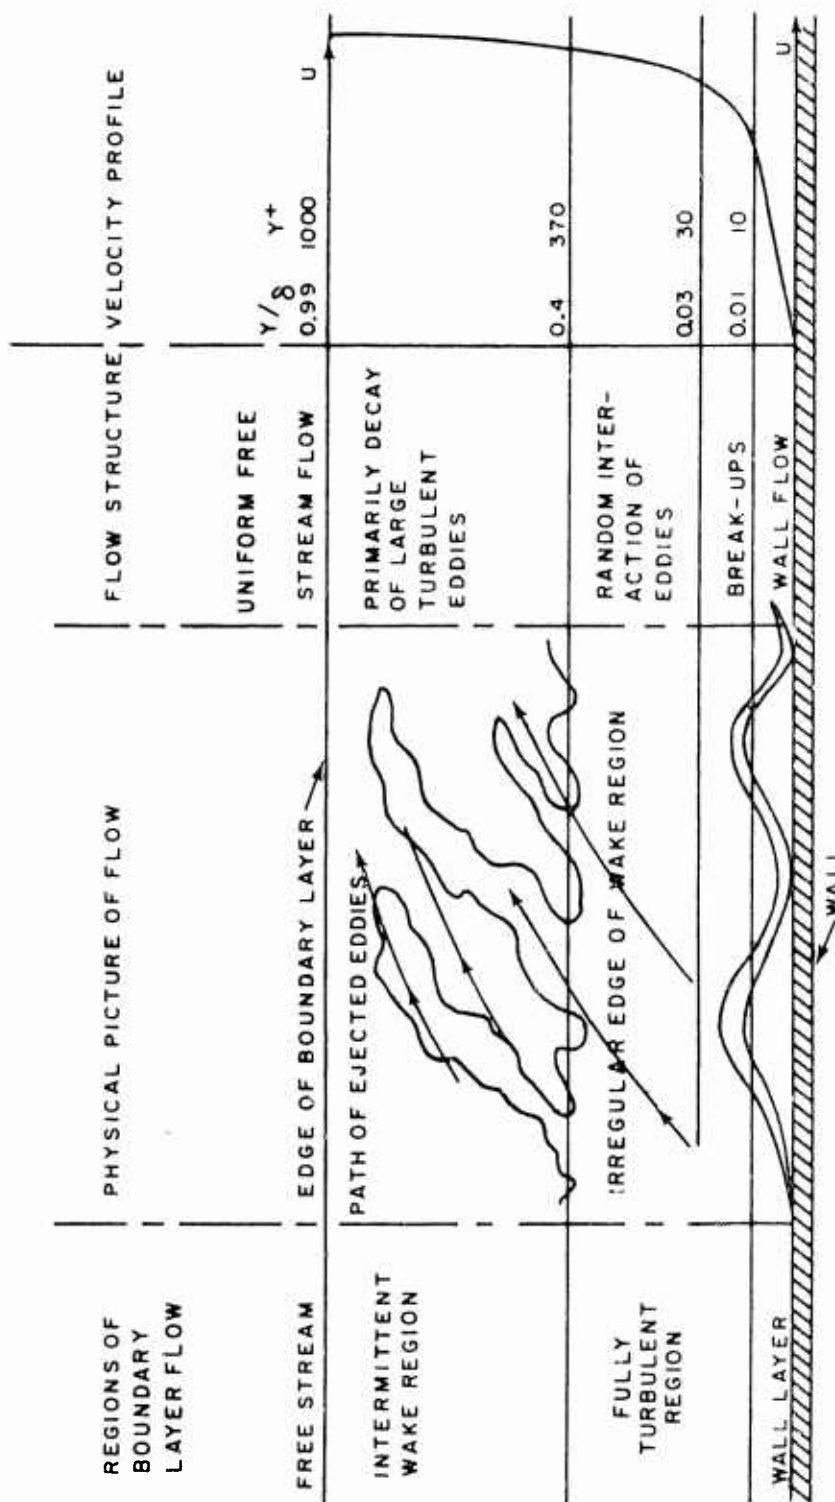 REGIONS OF
BOUNDARY
LAYER FLOW
PHYSICAL PICTURE OF FLOW
FLOW STRUCTURE
VELOCITY PROFILE
FREE STREAM
EDGE OF BOUNDARY LAYER
UNIFORM FREE
STREAM FLOW
Y/δ
Y+
0.99
1000
U
INTERMITTENT
WAKE REGION
PATH OF EJECTED EDDIES
PRIMARILY DECAY
OF LARGE
TURBULENT
EDDIES
0.4
370
FULLY
TURBULENT
REGION
IRREGULAR EDGE OF WAKE REGION
RANDOM INTER-
ACTION OF
EDDIES
0.03
30
BREAK-UPS
0.01
10
WALL LAYER
WALL FLOW
U
WALL